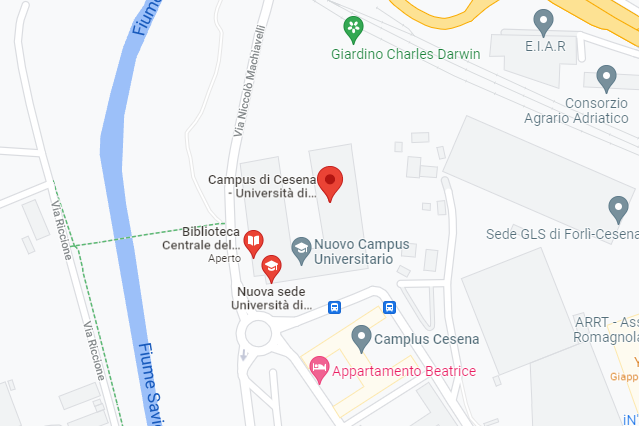 Fiume
Via Niccolò Machiavelli
Giardino Charles Darwin
E.I.A.R
Consorzio
Agrario Adriatico
Campus di Cesena
- Università di...
Via Riccione
Biblioteca
Centrale del...
Aperto
Nuovo Campus
Universitario
Sede GLS di Forlì-Cesena
Nuova sede
Università di...
Via Riccione
Fiume Savio
Camplus Cesena
ARRT - Ass
Romagnola
Appartamento Beatrice
Y
Giapp
iN'